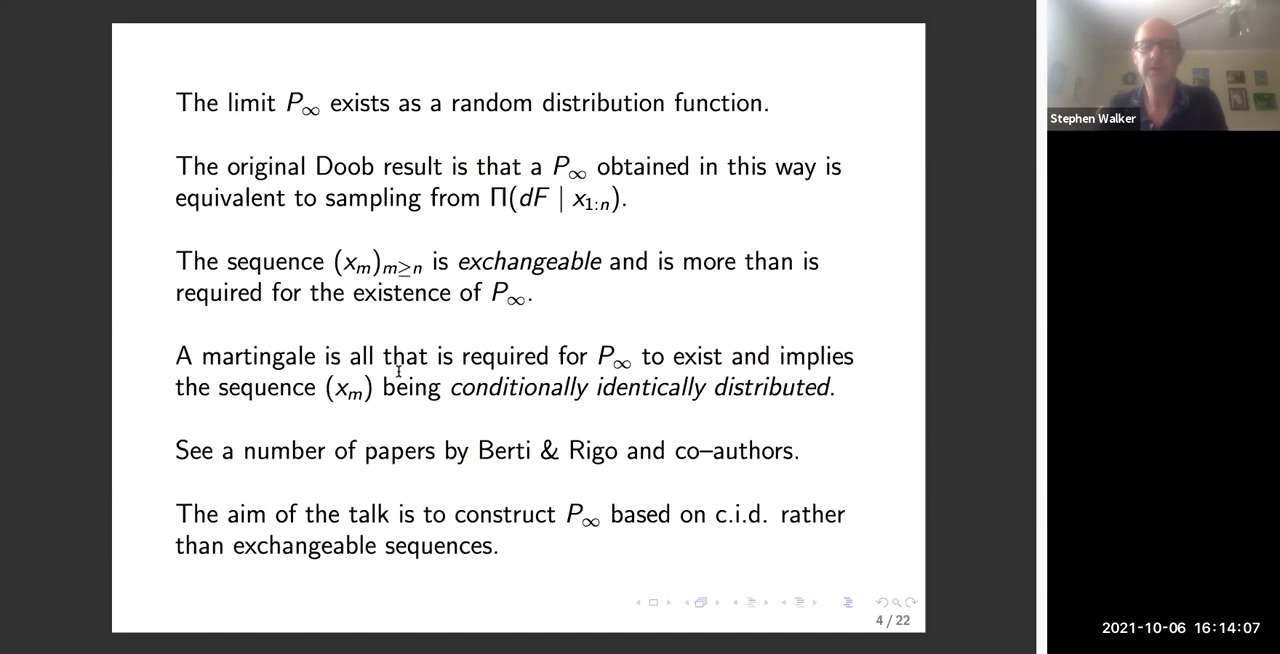 The limit P∞ exists as a random distribution function.
The original Doob result is that a P∞ obtained in this way is
equivalent to sampling from Π(dF | x1:n).
The sequence (xm)m≥n is exchangeable and is more than is
required for the existence of P∞.
A martingale is all that is required for P∞ to exist and implies
the sequence (xm) being conditionally identically distributed.
See a number of papers by Berti & Rigo and co–authors.
The aim of the talk is to construct P∞ based on c.i.d. rather
than exchangeable sequences.
4 / 22
Stephen Walker
2021-10-06 16:14:07